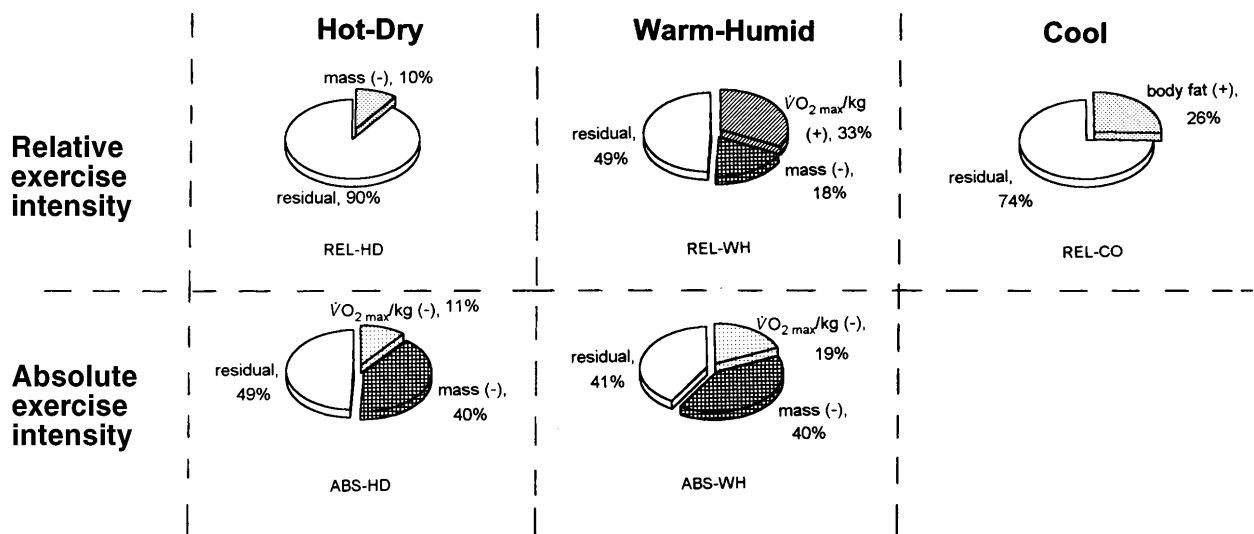 Hot-Dry
Warm-Humid
Cool
Relative
exercise
intensity
mass (-), 10%
residual, 90%
REL-HD
V̇O2 max/kg
(+), 33%
residual,
49%
mass (-),
18%
REL-WH
body fat (+),
26%
residual,
74%
REL-CO
Absolute
exercise
intensity
V̇O2 max/kg (-), 11%
residual,
49%
mass (-),
40%
ABS-HD
V̇O2 max/kg (-),
19%
residual,
41%
mass (-),
40%
ABS-WH